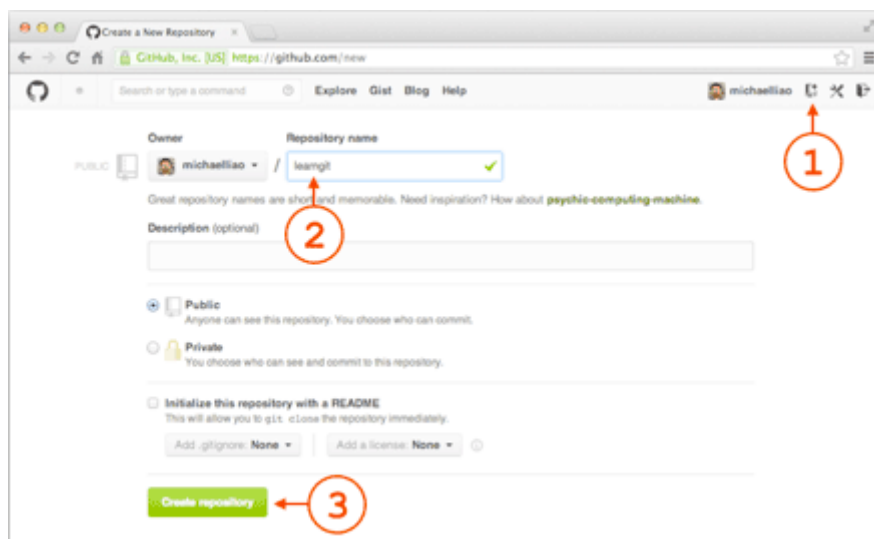 Create a New Repository
GitHub, Inc. [US] https://github.com/new
Search or type a command Explore Gist Blog Help michaelliao
1
Owner Repository name
PUBLIC michaelliao / learngit
Great repository names are short and memorable. Need inspiration? How about psychic-computing-machine.
2
Description (optional)
Public
Anyone can see this repository. You choose who can commit.
Private
You choose who can see and commit to this repository.
Initialize this repository with a README
This will allow you to git clone the repository immediately.
Add .gitignore: None Add a license: None
Create repository
3